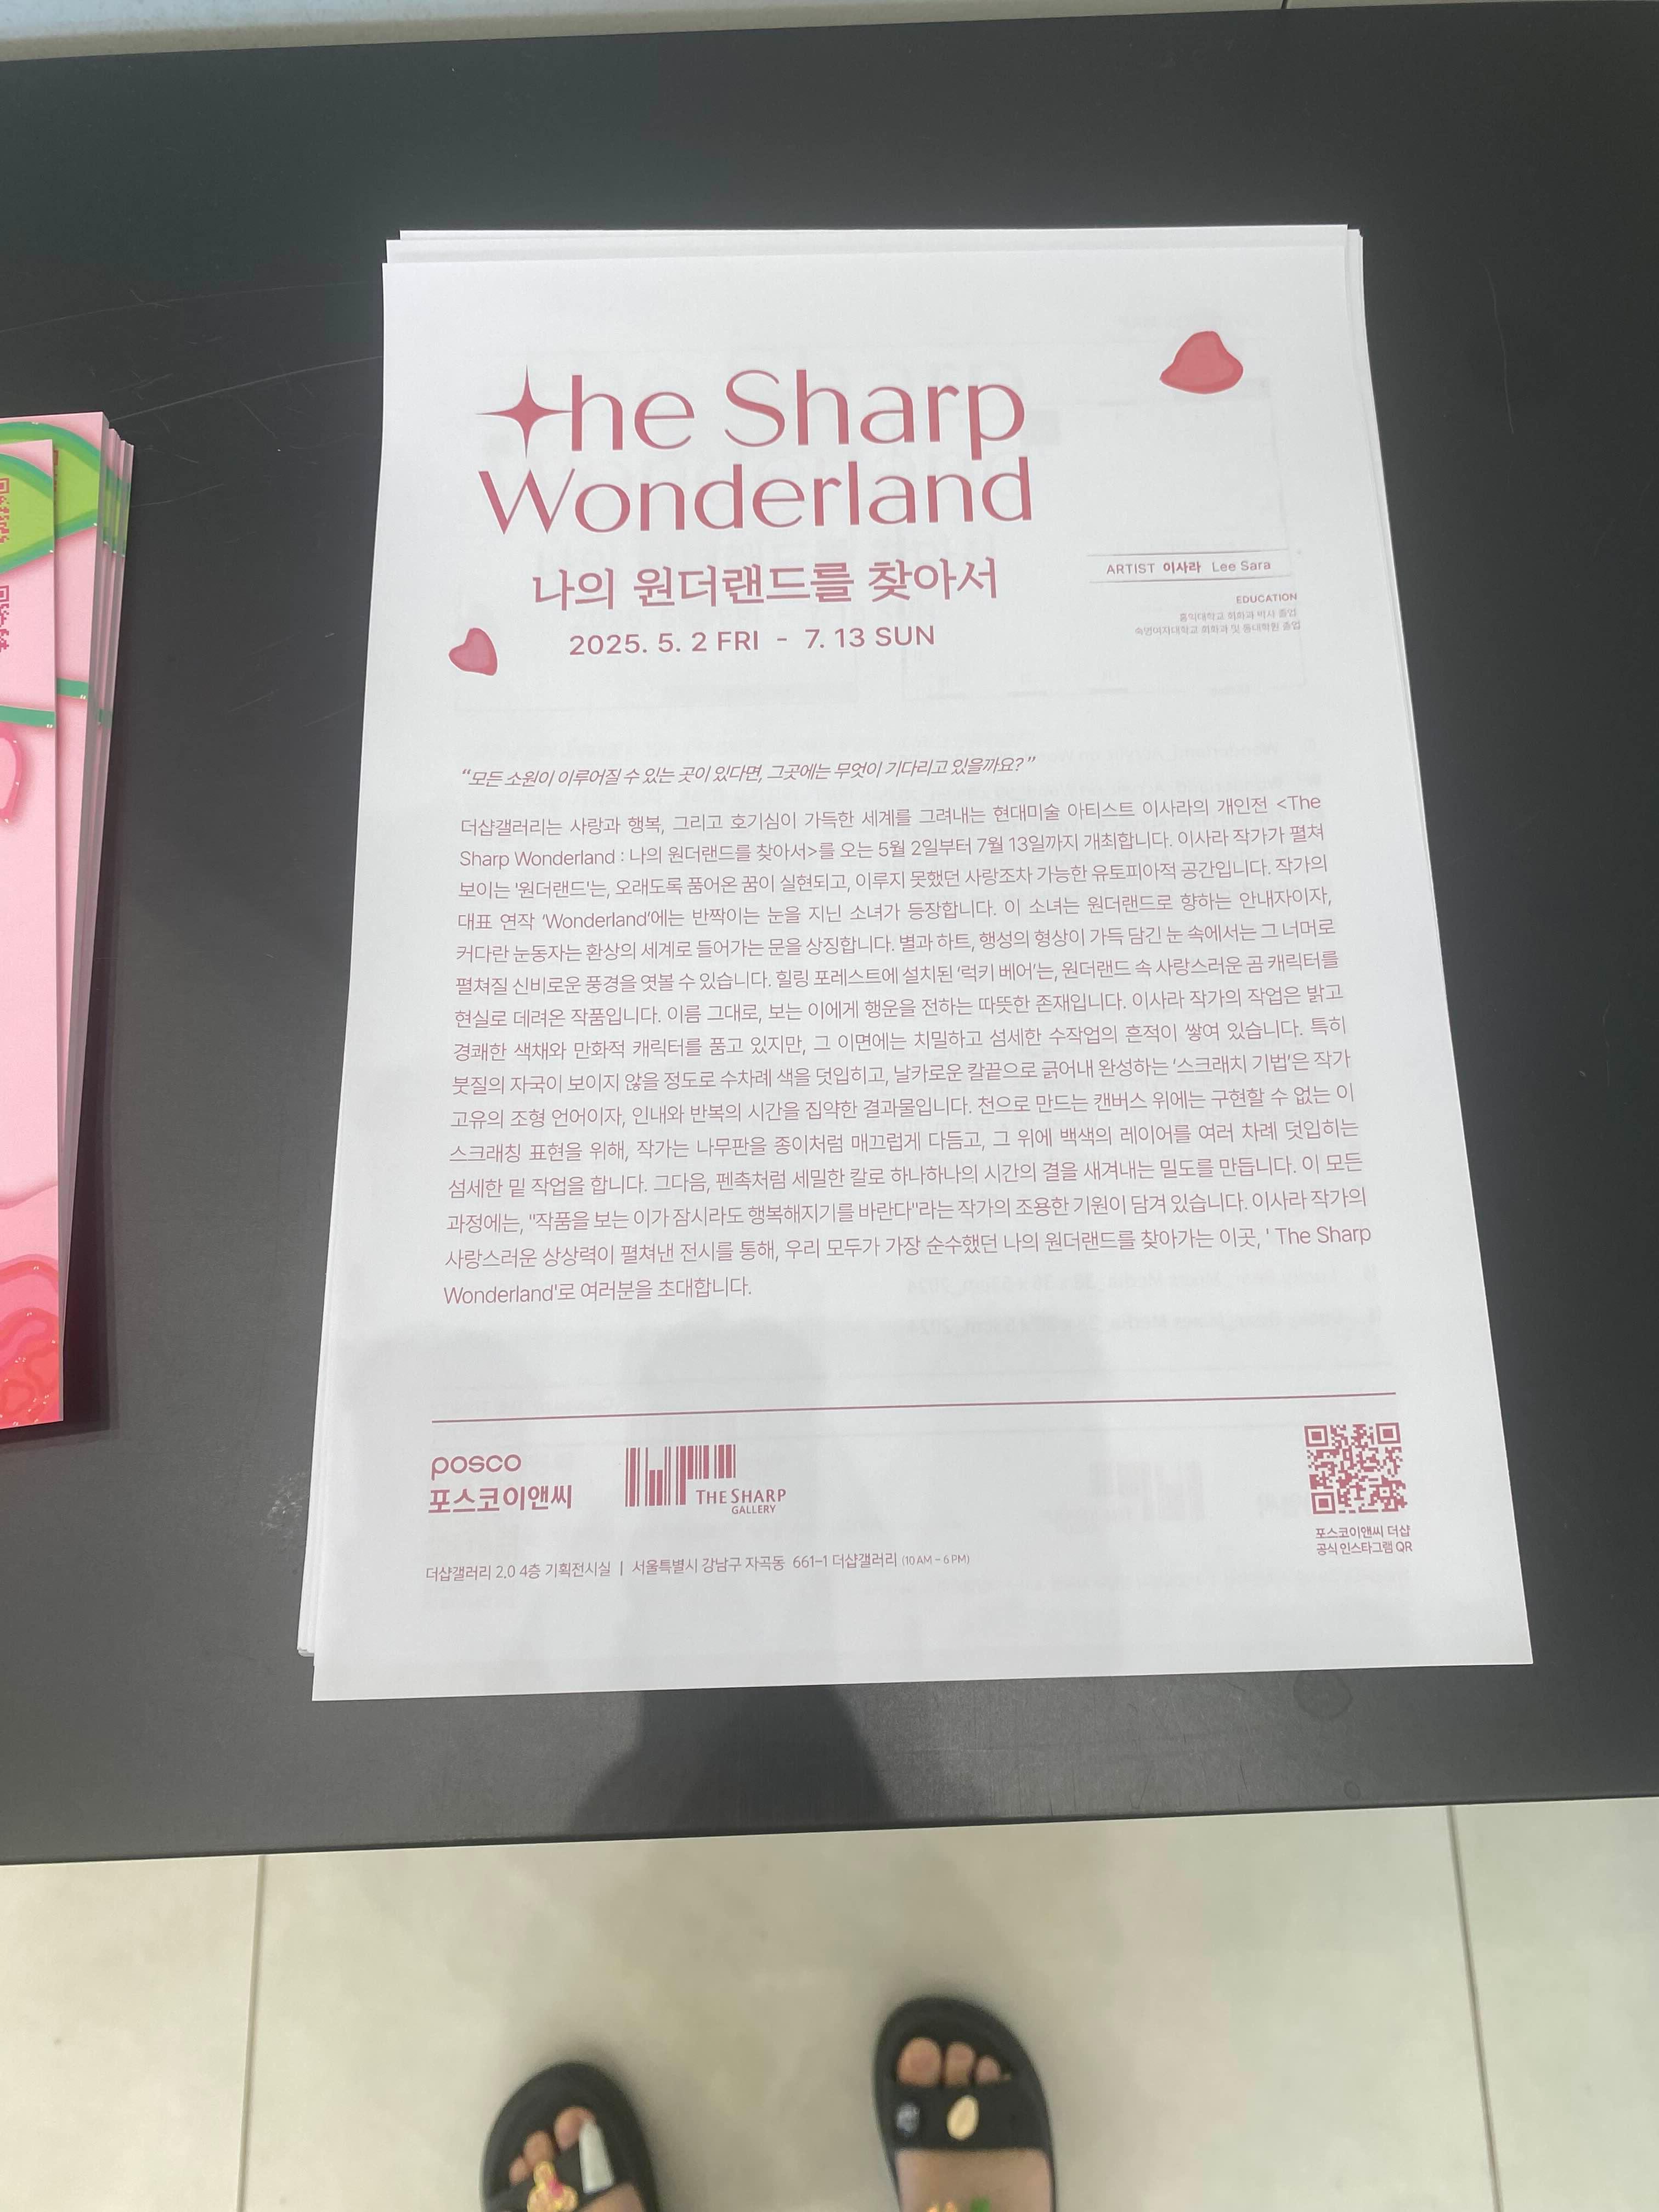 the Sharp
Wonderland
나의 원더랜드를 찾아서
2025. 5. 2 FRI - 7. 13 SUN
ARTIST 이사라 Lee Sara
EDUCATION
홍익대학교 회화과 박사 졸업
숙명여자대학교 회화과 및 동대학원 졸업
“모든 소원이 이루어질 수 있는 곳이 있다면, 그곳에는 무엇이 기다리고 있을까요?”
더샵갤러리는 사랑과 행복, 그리고 호기심이 가득한 세계를 그려내는 현대미술 아티스트 이사라의 개인전 <The
Sharp Wonderland : 나의 원더랜드를 찾아서>를 오는 5월 2일부터 7월 13일까지 개최합니다. 이사라 작가가 펼쳐
보이는 '원더랜드'는, 오래도록 품어온 꿈이 실현되고, 이루지 못했던 사랑조차 가능한 유토피아적 공간입니다. 작가의
대표 연작 ‘Wonderland’에는 반짝이는 눈을 지닌 소녀가 등장합니다. 이 소녀는 원더랜드로 향하는 안내자이자,
커다란 눈동자는 환상의 세계로 들어가는 문을 상징합니다. 별과 하트, 행성의 형상이 가득 담긴 눈 속에서는 그 너머로
펼쳐질 신비로운 풍경을 엿볼 수 있습니다. 힐링 포레스트에 설치된 ‘럭키 베어’는, 원더랜드 속 사랑스러운 곰 캐릭터를
현실로 데려온 작품입니다. 이름 그대로, 보는 이에게 행운을 전하는 따뜻한 존재입니다. 이사라 작가의 작업은 밝고
경쾌한 색채와 만화적 캐릭터를 품고 있지만, 그 이면에는 치밀하고 섬세한 수작업의 흔적이 쌓여 있습니다. 특히
붓질의 자국이 보이지 않을 정도로 수차례 색을 덧입히고, 날카로운 칼끝으로 긁어내 완성하는 ‘스크래치 기법’은 작가
고유의 조형 언어이자, 인내와 반복의 시간을 집약한 결과물입니다. 천으로 만드는 캔버스 위에는 구현할 수 없는 이
스크래칭 표현을 위해, 작가는 나무판을 종이처럼 매끄럽게 다듬고, 그 위에 백색의 레이어를 여러 차례 덧입히는
섬세한 밑 작업을 합니다. 그다음, 펜촉처럼 세밀한 칼로 하나하나의 시간의 결을 새겨내는 밀도를 만듭니다. 이 모든
과정에는, "작품을 보는 이가 잠시라도 행복해지기를 바란다"라는 작가의 조용한 기원이 담겨 있습니다. 이사라 작가의
사랑스러운 상상력이 펼쳐낸 전시를 통해, 우리 모두가 가장 순수했던 나의 원더랜드를 찾아가는 이곳, ' The Sharp
Wonderland'로 여러분을 초대합니다.
posco
포스코이앤씨
THE SHARP
GALLERY
포스코이앤씨 더샵
공식 인스타그램 QR
더샵갤러리 2.0 4층 기획전시실 | 서울특별시 강남구 자곡동 661-1 더샵갤러리 (10 AM - 6 PM)